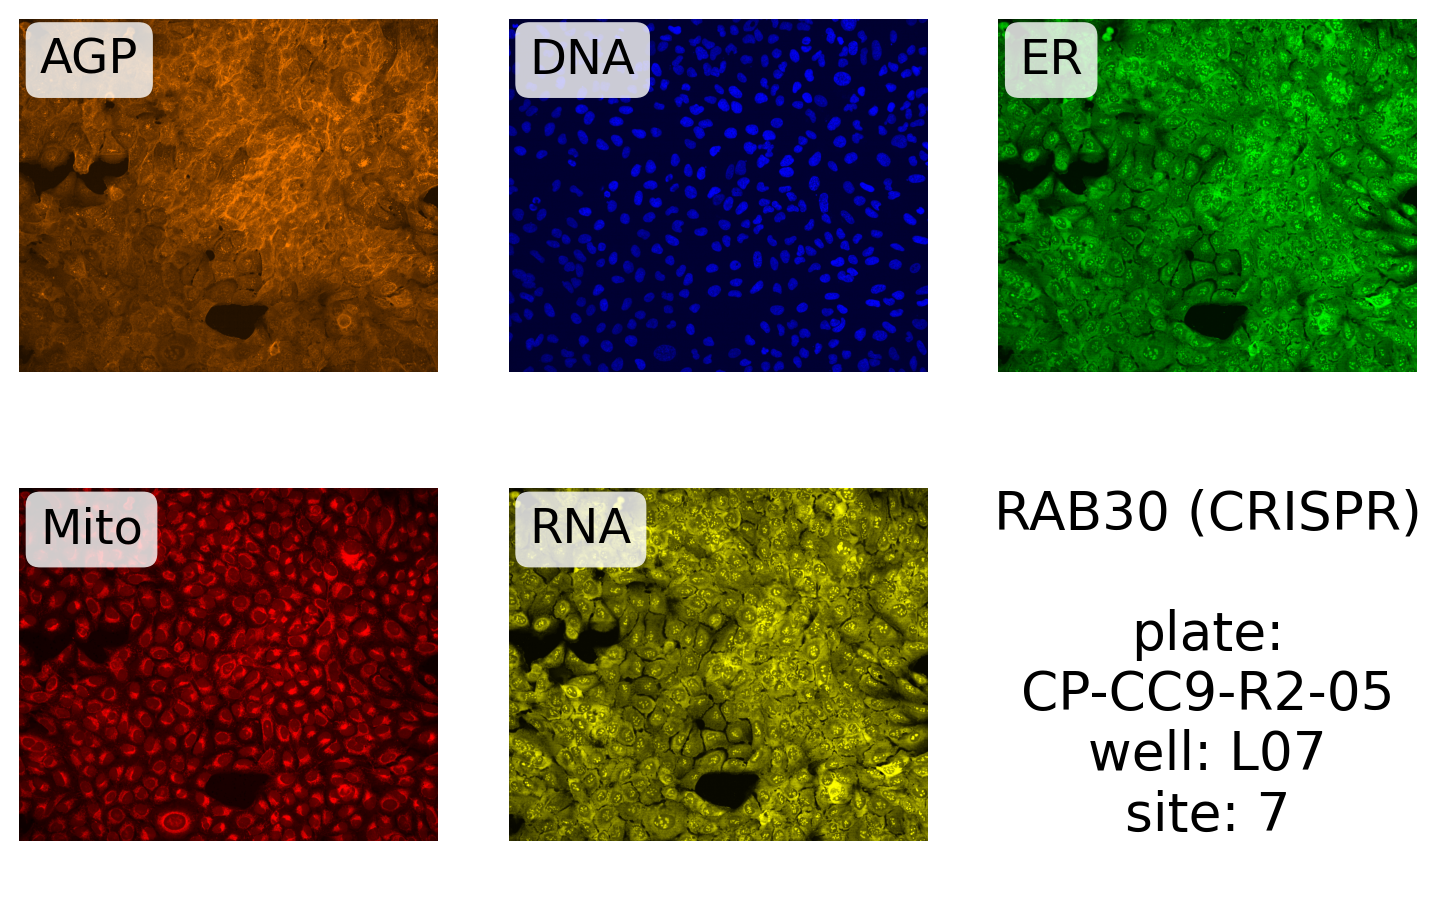 AGP
DNA
ER
Mito
RNA
RAB30 (CRISPR)
plate:
CP-CC9-R2-05
well: L07
site: 7